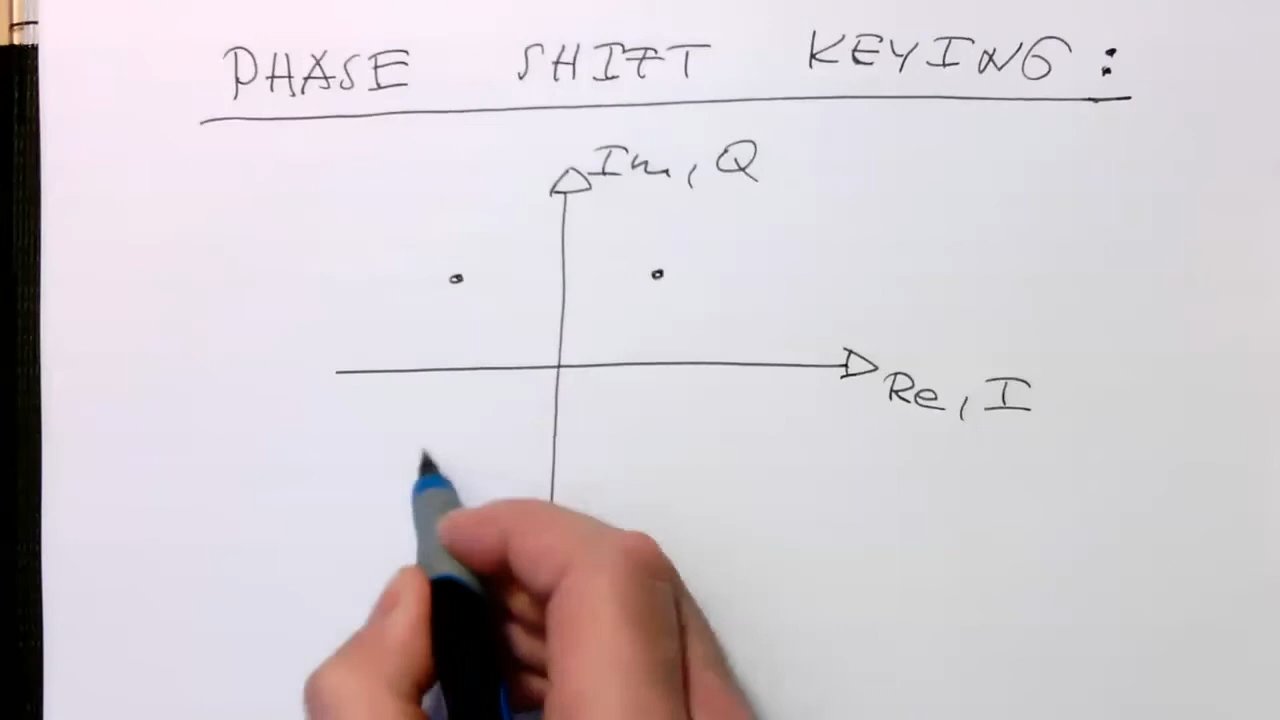 PHASE SHIFT KEYING:
Im, Q
Re, I